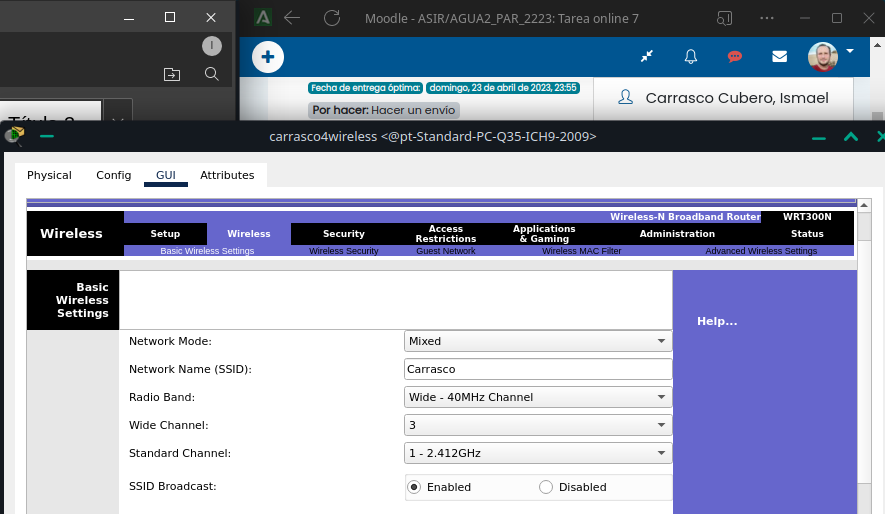 Moodle - ASIR/AGUA2_PAR_2223: Tarea online 7
I
Fecha de entrega óptima: domingo, 23 de abril de 2023, 23:55
Por hacer: Hacer un envío
Carrasco Cubero, Ismael
carrasco4wireless <@pt-Standard-PC-Q35-ICH9-2009>
Physical Config GUI Attributes
Wireless-N Broadband Router WRT300N
Wireless
Setup Wireless Security Access Restrictions Applications & Gaming Administration Status
Basic Wireless Settings Wireless Security Guest Network Wireless MAC Filter Advanced Wireless Settings
Basic
Wireless
Settings
Help...
Network Mode: Mixed
Network Name (SSID): Carrasco
Radio Band: Wide - 40MHz Channel
Wide Channel: 3
Standard Channel: 1 - 2.412GHz
SSID Broadcast: Enabled Disabled